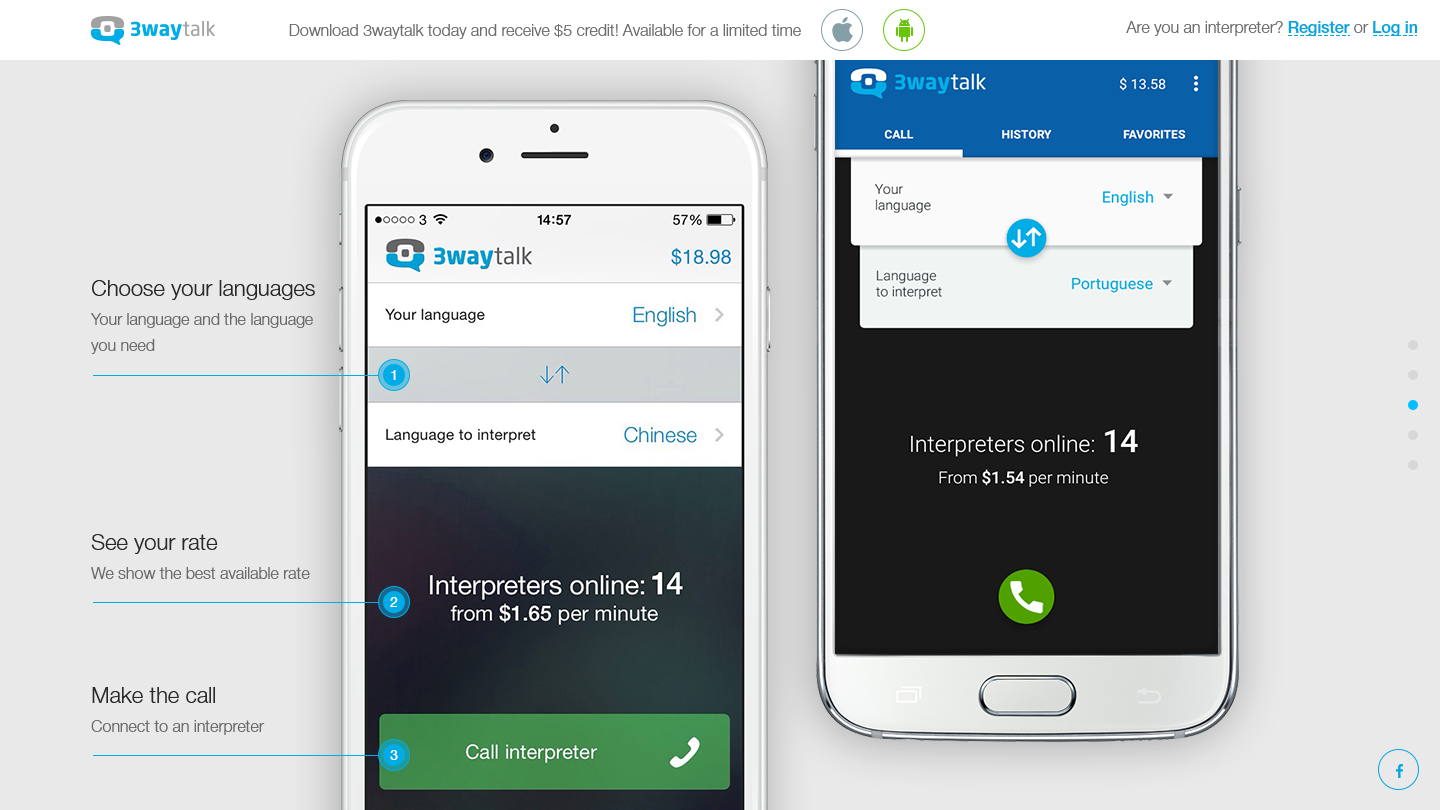 3waytalk
Download 3waytalk today and receive $5 credit! Available for a limited time
Are you an interpreter? Register or Log in
Choose your languages
Your language and the language
you need
See your rate
We show the best available rate
Make the call
Connect to an interpreter
3 14:57 57%
3waytalk $18.98
Your language English
1
Language to interpret Chinese
2
Interpreters online: 14
from $1.65 per minute
3
Call interpreter
3waytalk $ 13.58
CALL HISTORY FAVORITES
Your
language
English
Language
to interpret
Portuguese
Interpreters online: 14
From $1.54 per minute
f